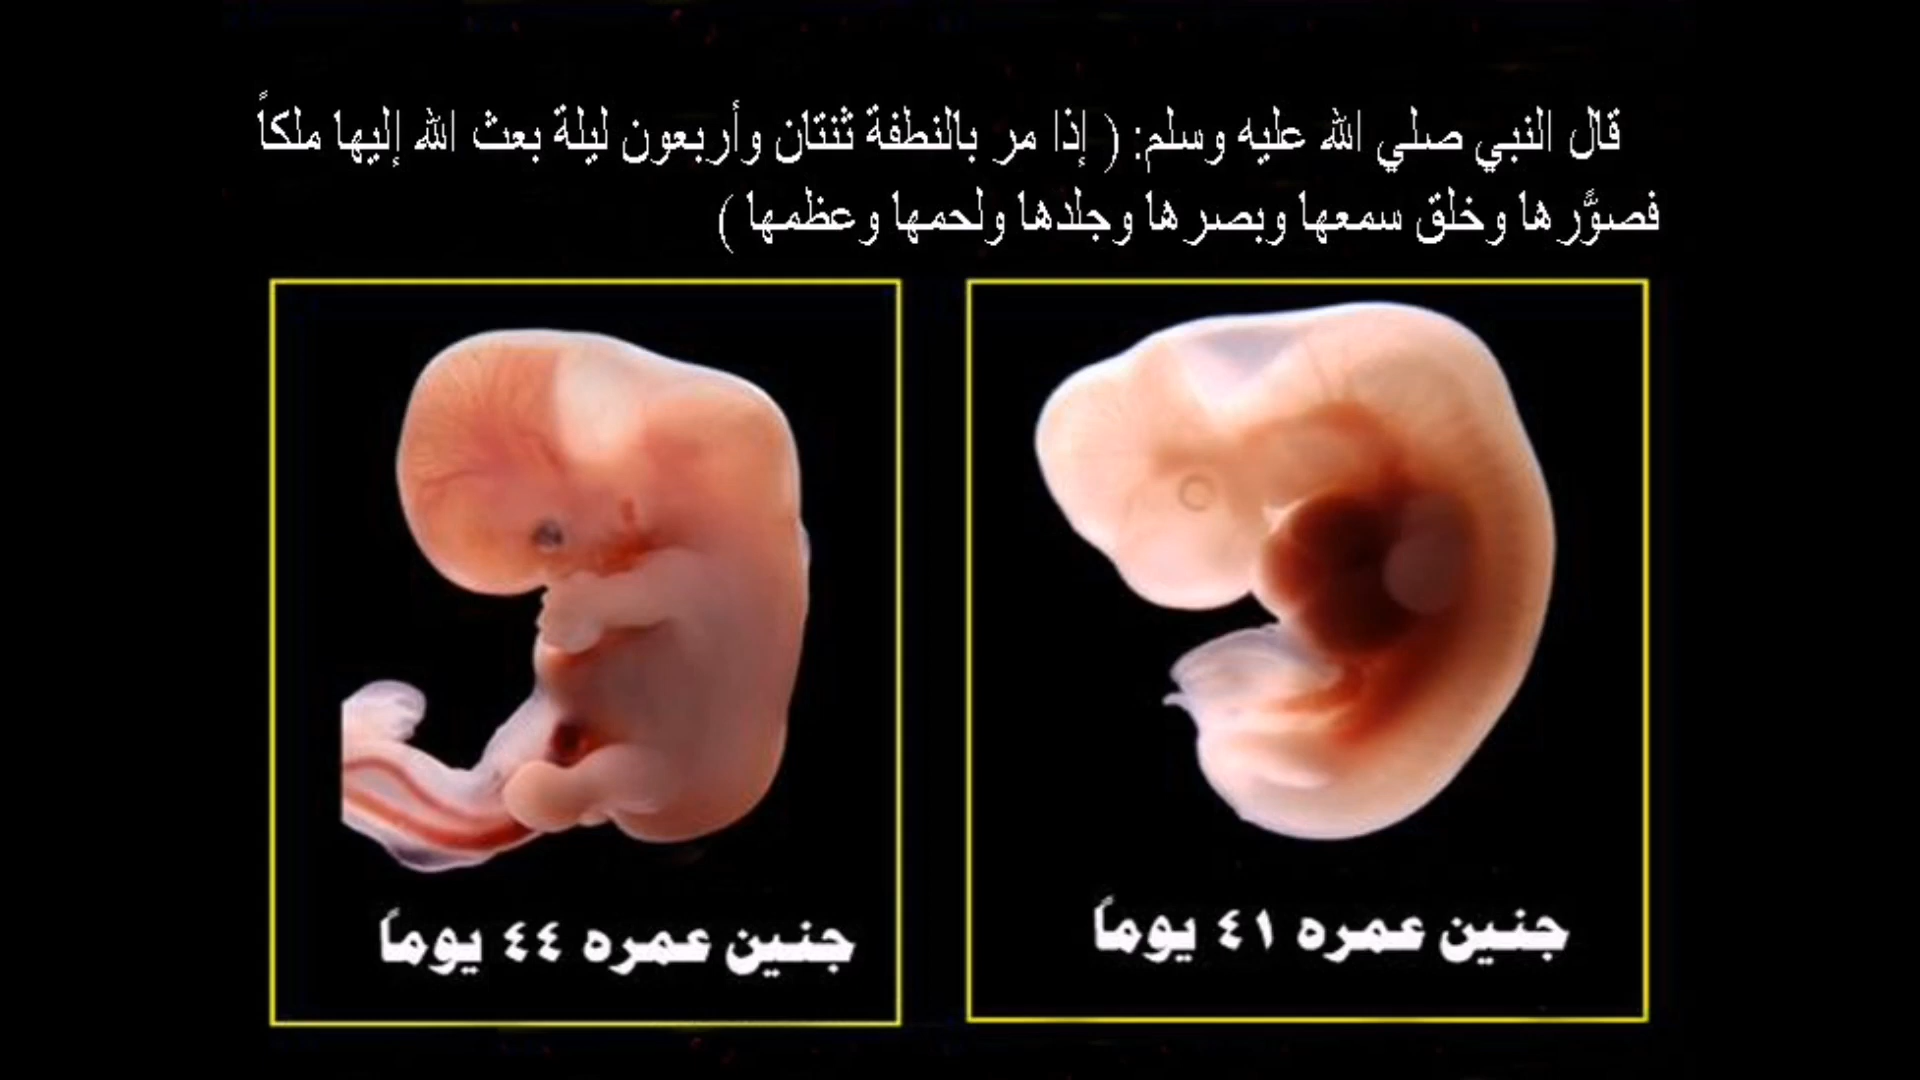 قال النبي صلي الله عليه وسلم: ( إذا مر بالنطفة ثنتان وأربعون ليلة بعث الله إليها ملكاً
فصوَّرها وخلق سمعها وبصرها وجلدها ولحمها وعظمها )
جنين عمره ٤١ يوماً
جنين عمره ٤٤ يوماً